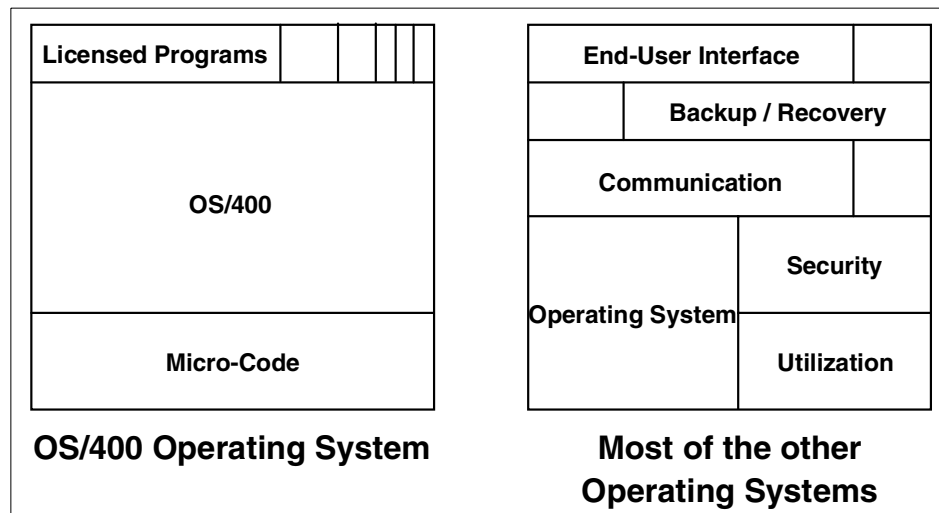 Licensed Programs
OS/400
Micro-Code
OS/400 Operating System
End-User Interface
Backup / Recovery
Communication
Security
Operating System
Utilization
Most of the other
Operating Systems